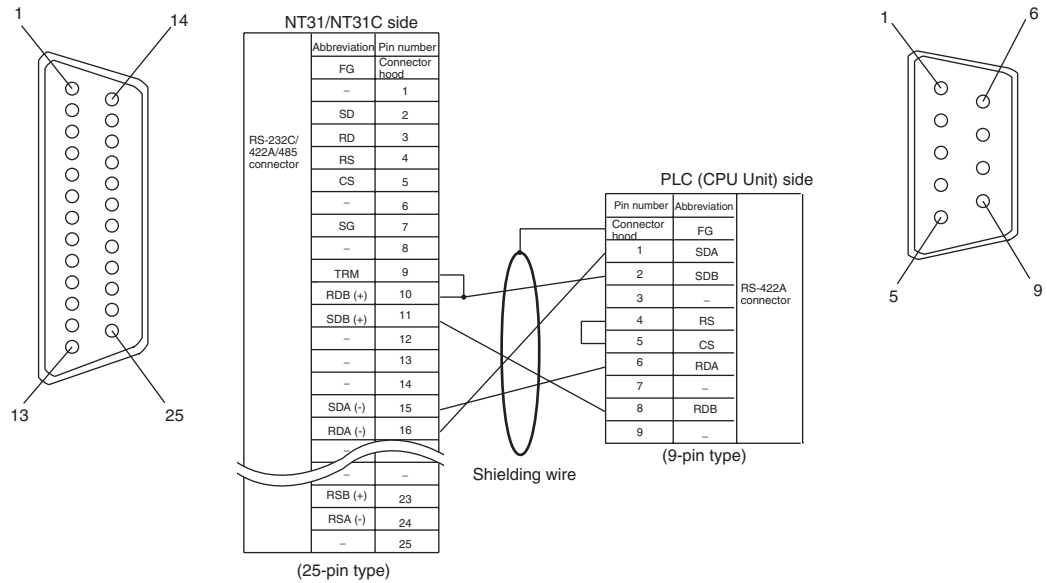 1
14
13
25
NT31/NT31C side
Abbreviation Pin number
FG Connector hood
– 1
SD 2
RD 3
RS 4
CS 5
– 6
SG 7
– 8
TRM 9
RDB (+) 10
SDB (+) 11
– 12
– 13
– 14
SDA (-) 15
RDA (-) 16
–
– –
RSB (+) 23
RSA (-) 24
– 25
RS-232C/
422A/485
connector
(25-pin type)
Shielding wire
PLC (CPU Unit) side
Pin number Abbreviation
Connector hood FG
1 SDA
2 SDB
3 –
4 RS
5 CS
6 RDA
7 –
8 RDB
9 –
RS-422A
connector
(9-pin type)
1
6
5
9